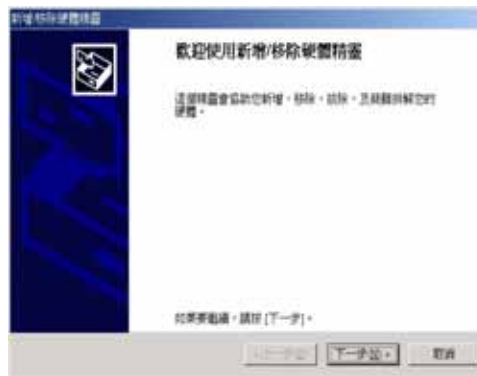 新增/移除硬體精靈
歡迎使用新增/移除硬體精靈
這個精靈會協助您新增、移除、拔除、及疑難排解您的
硬體。
如果要繼續，請按 [下一步]。
<上一步(B) 下一步(N) > 取消